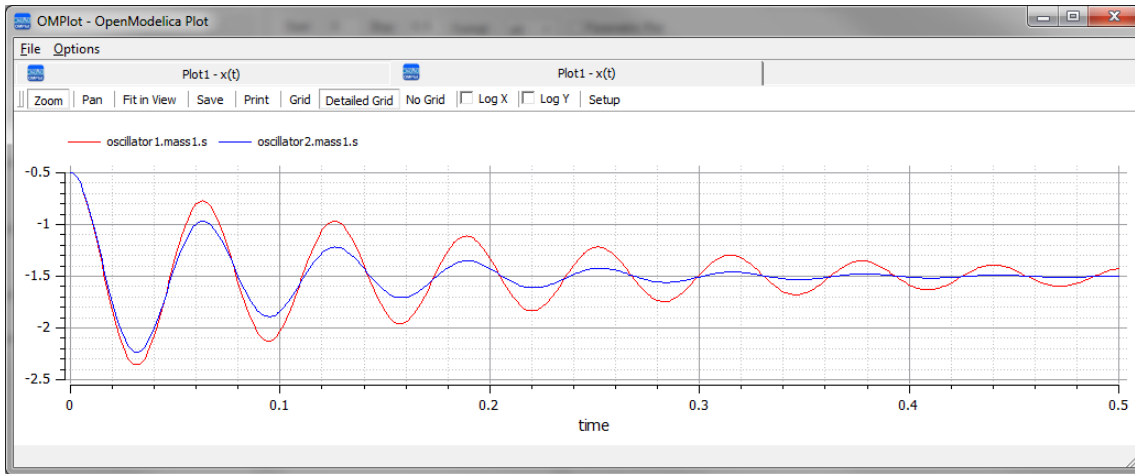 OMPlot - OpenModelica Plot
File Options
Plot1 - x(t) Plot1 - x(t)
Zoom Pan Fit in View Save Print Grid Detailed Grid No Grid Log X Log Y Setup
oscillator1.mass1.s oscillator2.mass1.s
-0.5
-1
-1.5
-2
-2.5
0 0.1 0.2 0.3 0.4 0.5
time